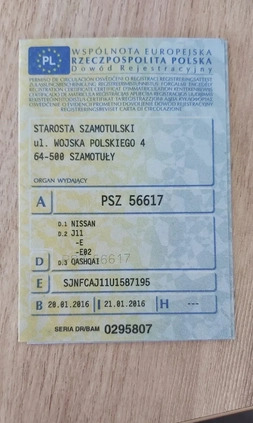 WSPÓLNOTA EUROPEJSKA
PL
RZECZPOSPOLITA POLSKA
Dowód Rejestracyjny
STAROSTA SZAMOTULSKI
ul. WOJSKA POLSKIEGO 4
64-500 SZAMOTUŁY
ORGAN WYDAJĄCY
A PSZ 56617
D.1 NISSAN
D.2 J11
-E
-E02
D D.3 QASHQAI
E SJNFCAJ11U1587195
B 20.01.2016 I 21.01.2016 H ---
SERIA DR/BAM 0295807